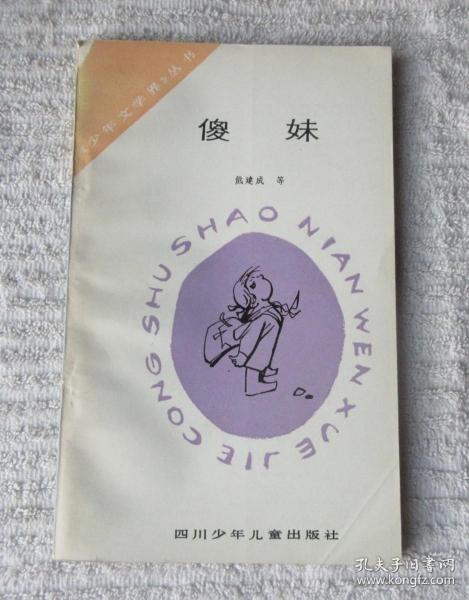 《少年文学界》丛书
傻妹
熊建成 等
SHAO NIAN WEN XUE JIE CONG SHU
四川少年儿童出版社
孔夫子旧书网
www.kongfz.com